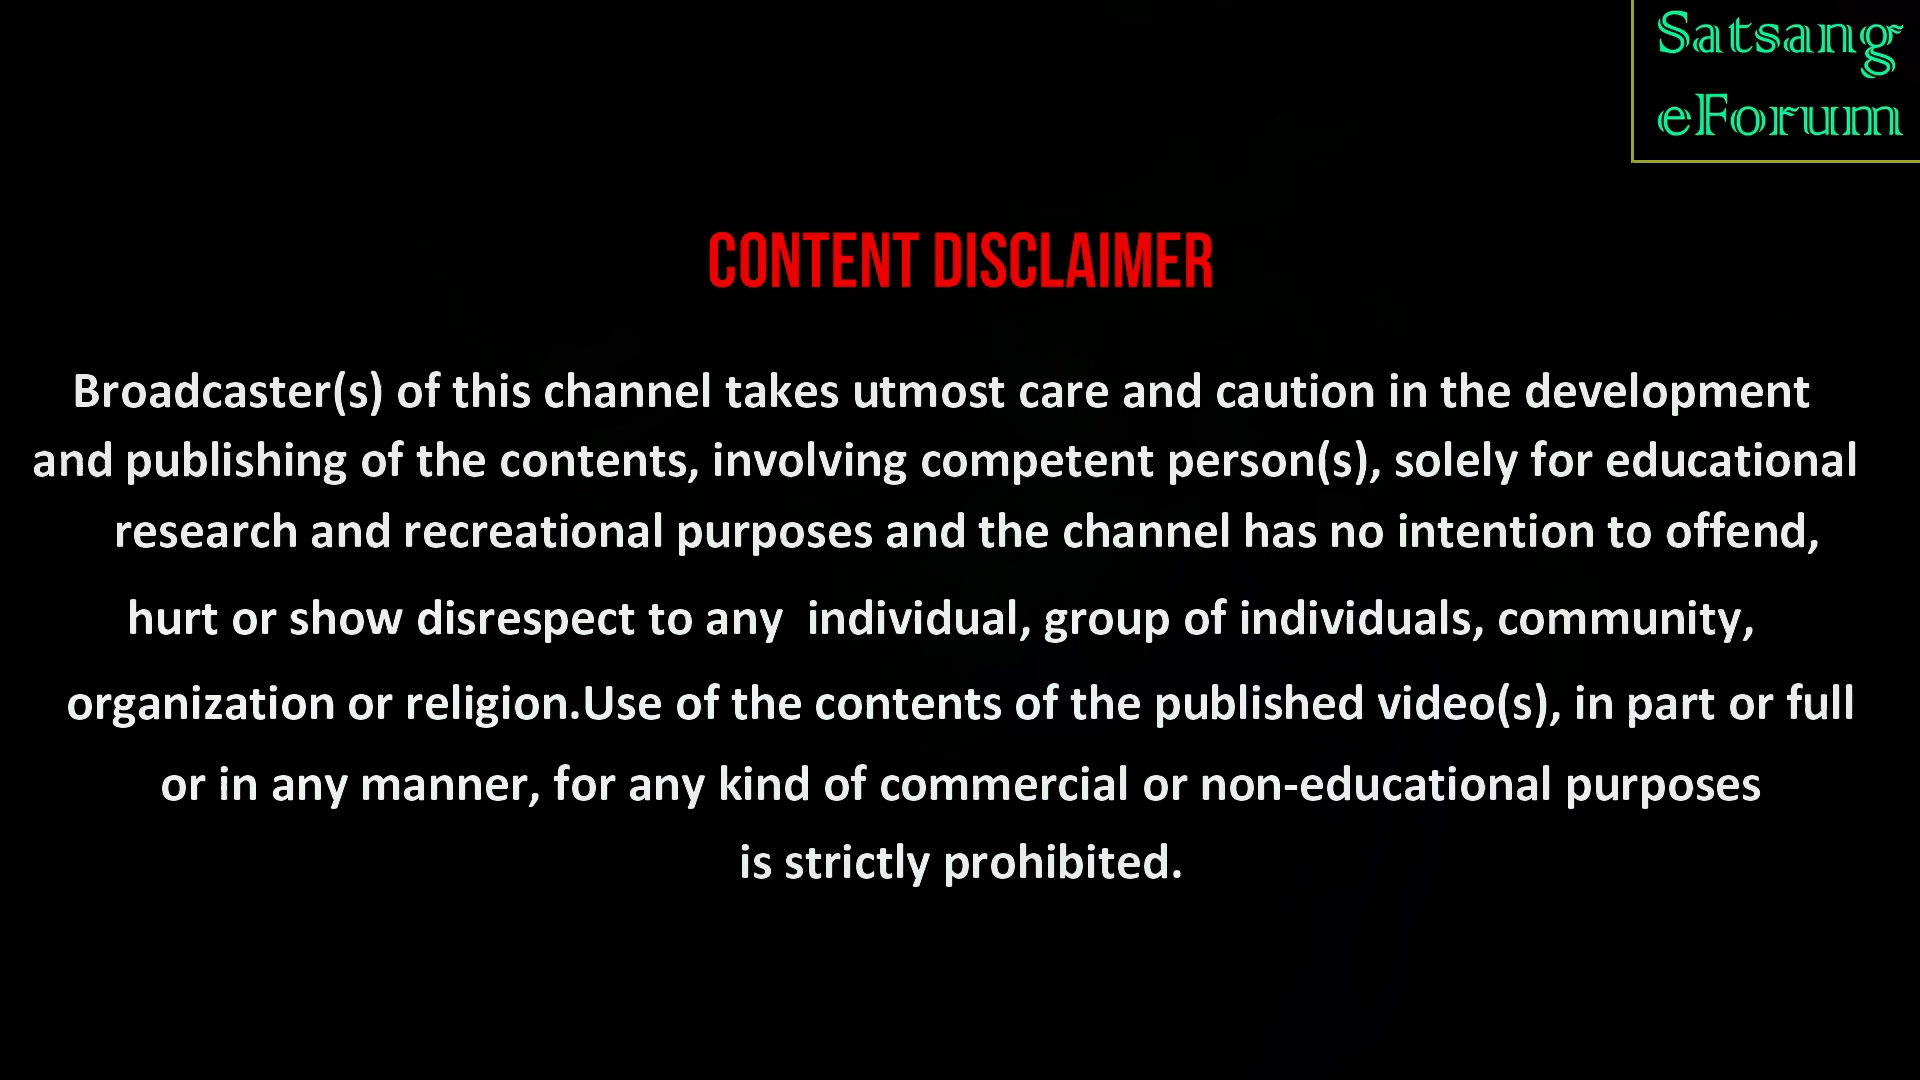 Satsang
eForum
CONTENT DISCLAIMER
Broadcaster(s) of this channel takes utmost care and caution in the development
and publishing of the contents, involving competent person(s), solely for educational
research and recreational purposes and the channel has no intention to offend,
hurt or show disrespect to any  individual, group of individuals, community,
organization or religion.Use of the contents of the published video(s), in part or full
or in any manner, for any kind of commercial or non-educational purposes
is strictly prohibited.